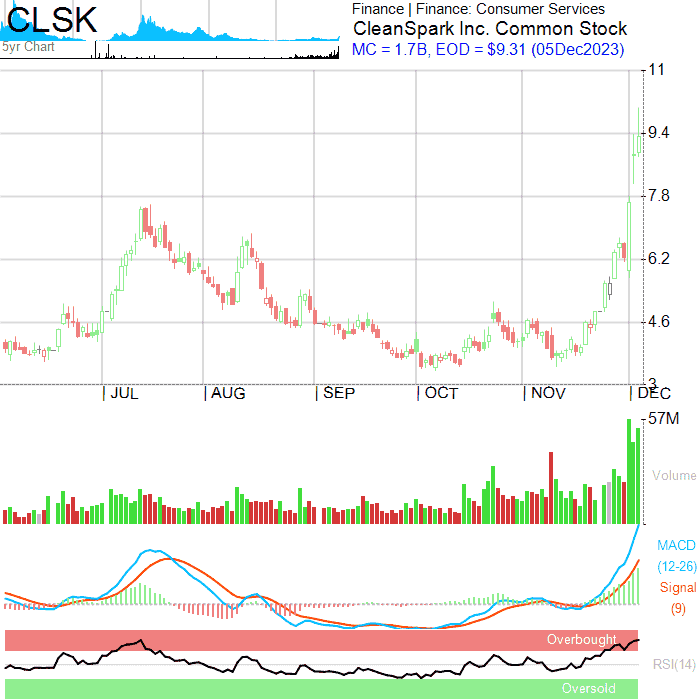 CLSK
5yr Chart
Finance | Finance: Consumer Services
CleanSpark Inc. Common Stock
MC = 1.7B, EOD = $9.31 (05Dec2023)
11
9.4
7.8
6.2
4.6
3
| JUL | AUG | SEP | OCT | NOV | DEC
57M
Volume
MACD
(12-26)
Signal
(9)
Overbought
RSI(14)
Oversold